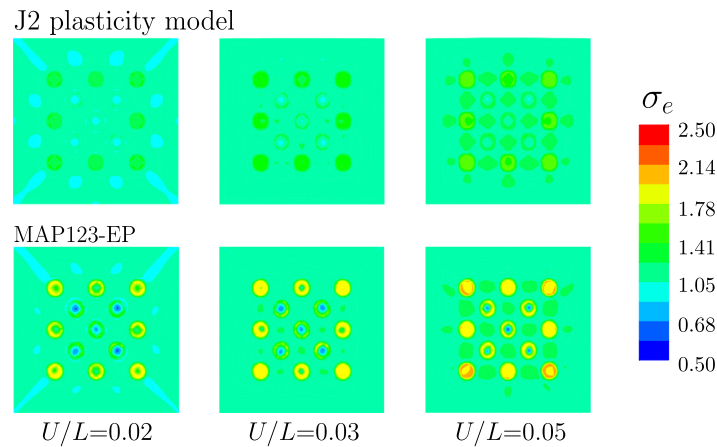 J2 plasticity model
σₑ
2.50
2.14
1.78
1.41
1.05
0.68
0.50
MAP123-EP
U/L=0.02
U/L=0.03
U/L=0.05